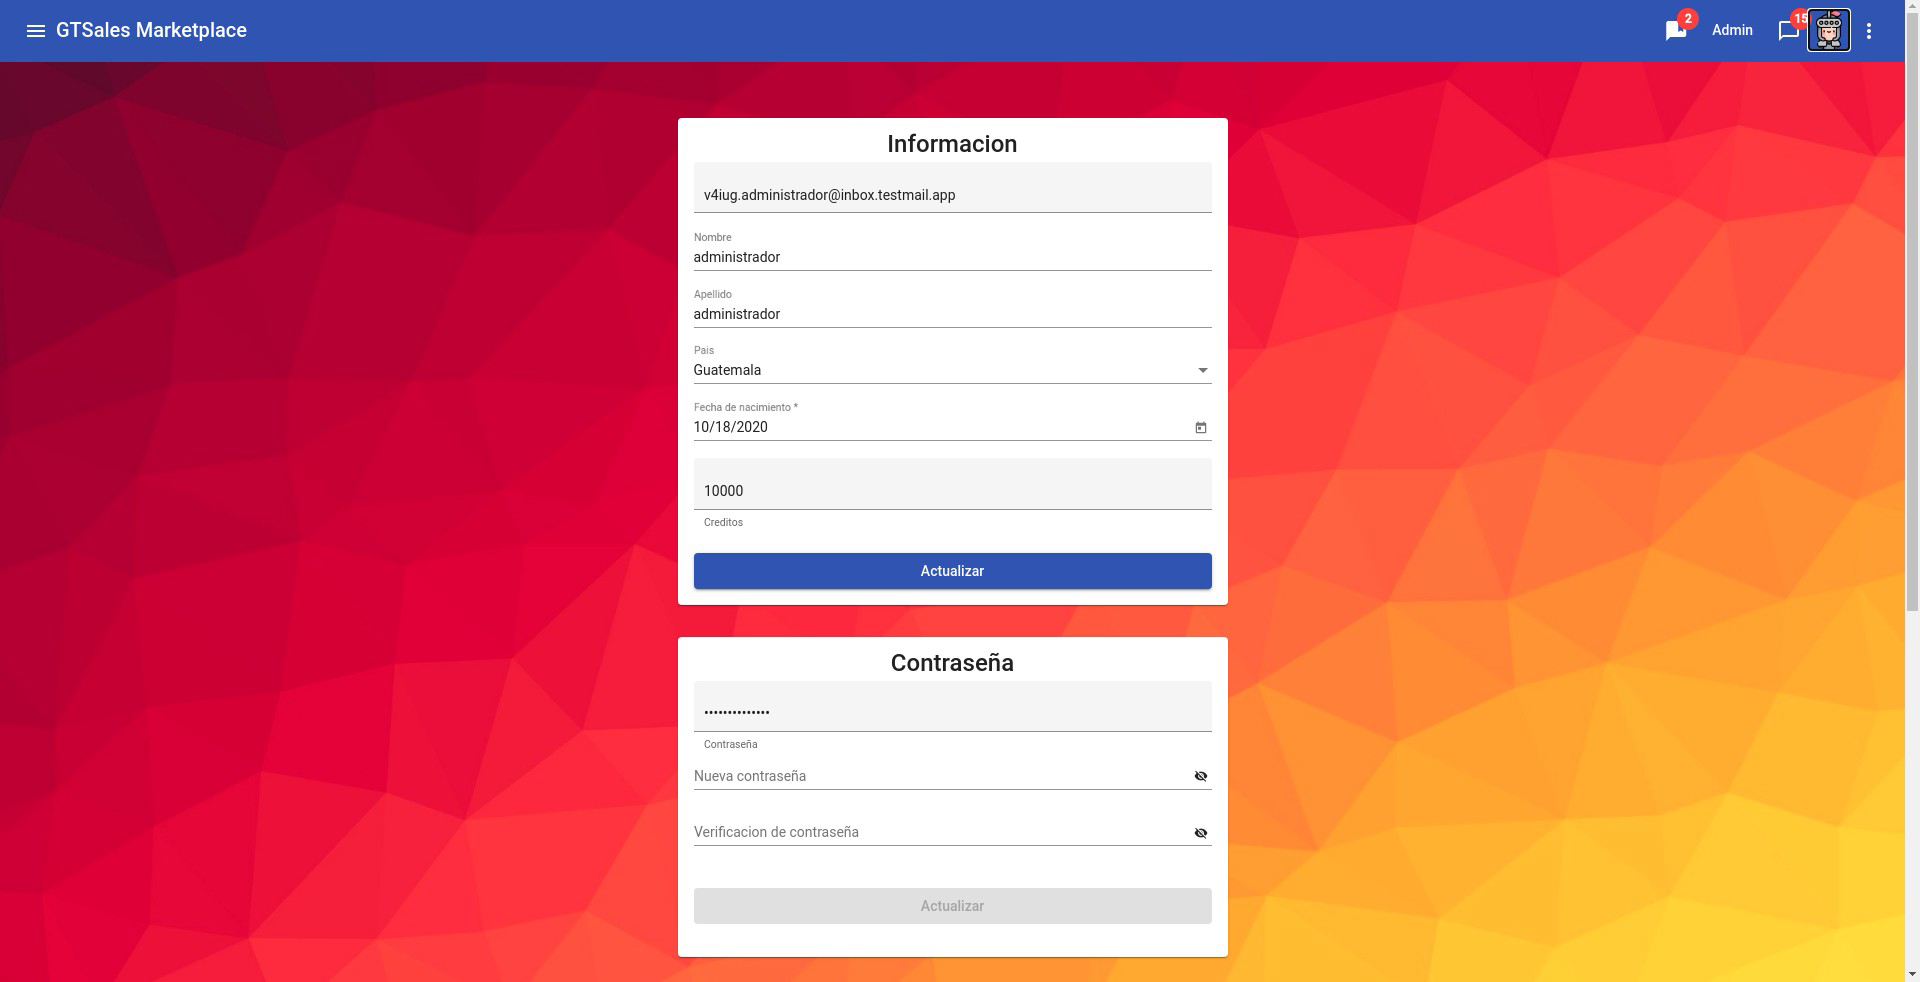 GTSales Marketplace
2
Admin
15
Informacion
v4iug.administrador@inbox.testmail.app
Nombre
administrador
Apellido
administrador
Pais
Guatemala
Fecha de nacimiento *
10/18/2020
10000
Creditos
Actualizar
Contraseña
••••••••••••••
Contraseña
Nueva contraseña
Verificacion de contraseña
Actualizar